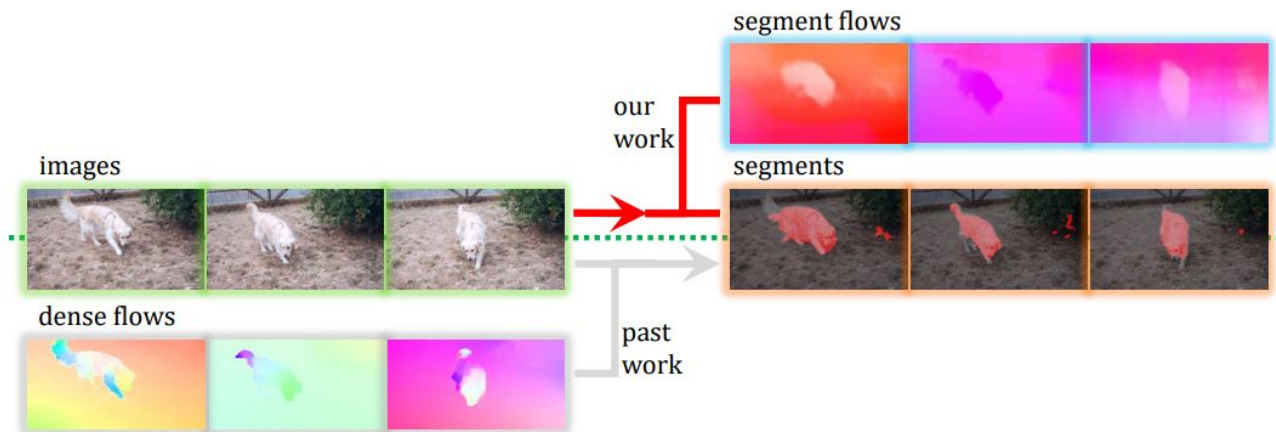 segment flows
our
work
images
segments
dense flows
past
work